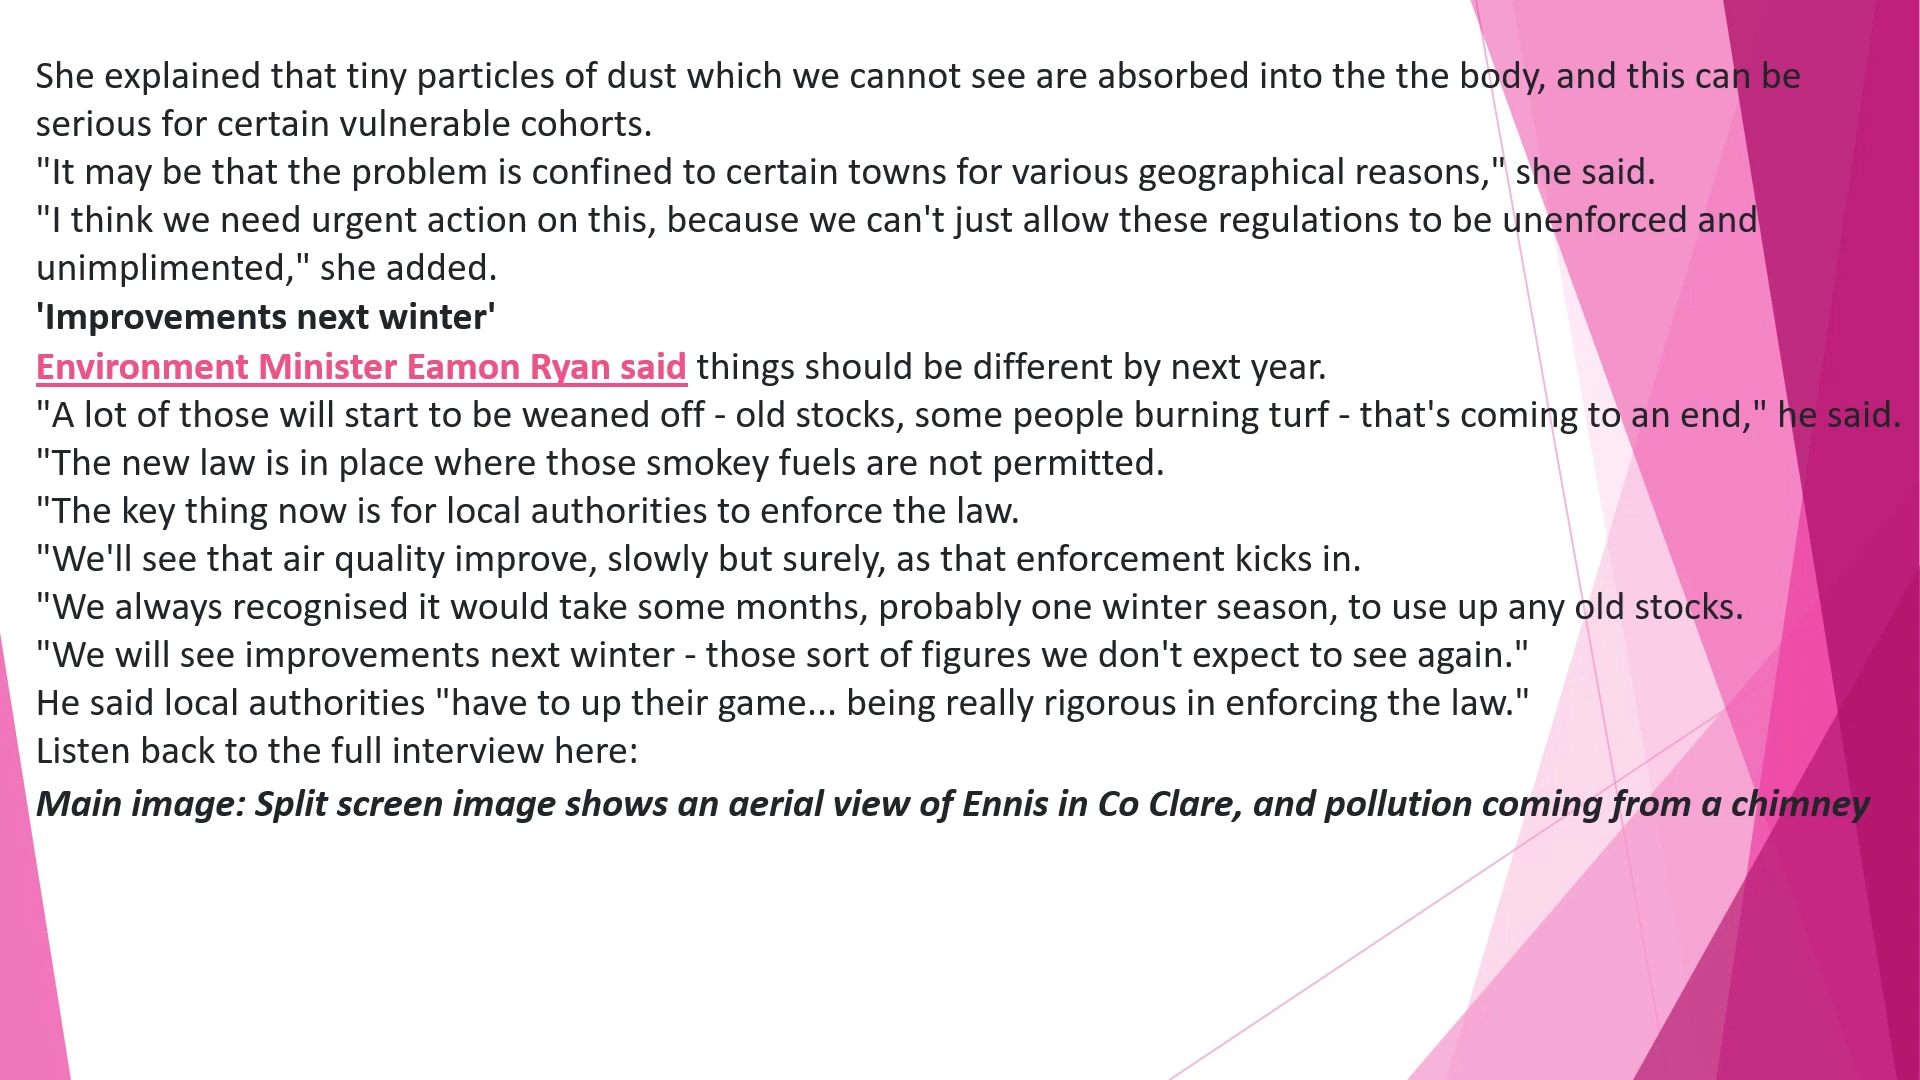 She explained that tiny particles of dust which we cannot see are absorbed into the the body, and this can be
serious for certain vulnerable cohorts.
"It may be that the problem is confined to certain towns for various geographical reasons," she said.
"I think we need urgent action on this, because we can't just allow these regulations to be unenforced and
unimplimented," she added.
'Improvements next winter'
Environment Minister Eamon Ryan said things should be different by next year.
"A lot of those will start to be weaned off - old stocks, some people burning turf - that's coming to an end," he said.
"The new law is in place where those smokey fuels are not permitted.
"The key thing now is for local authorities to enforce the law.
"We'll see that air quality improve, slowly but surely, as that enforcement kicks in.
"We always recognised it would take some months, probably one winter season, to use up any old stocks.
"We will see improvements next winter - those sort of figures we don't expect to see again."
He said local authorities "have to up their game... being really rigorous in enforcing the law."
Listen back to the full interview here:
Main image: Split screen image shows an aerial view of Ennis in Co Clare, and pollution coming from a chimney